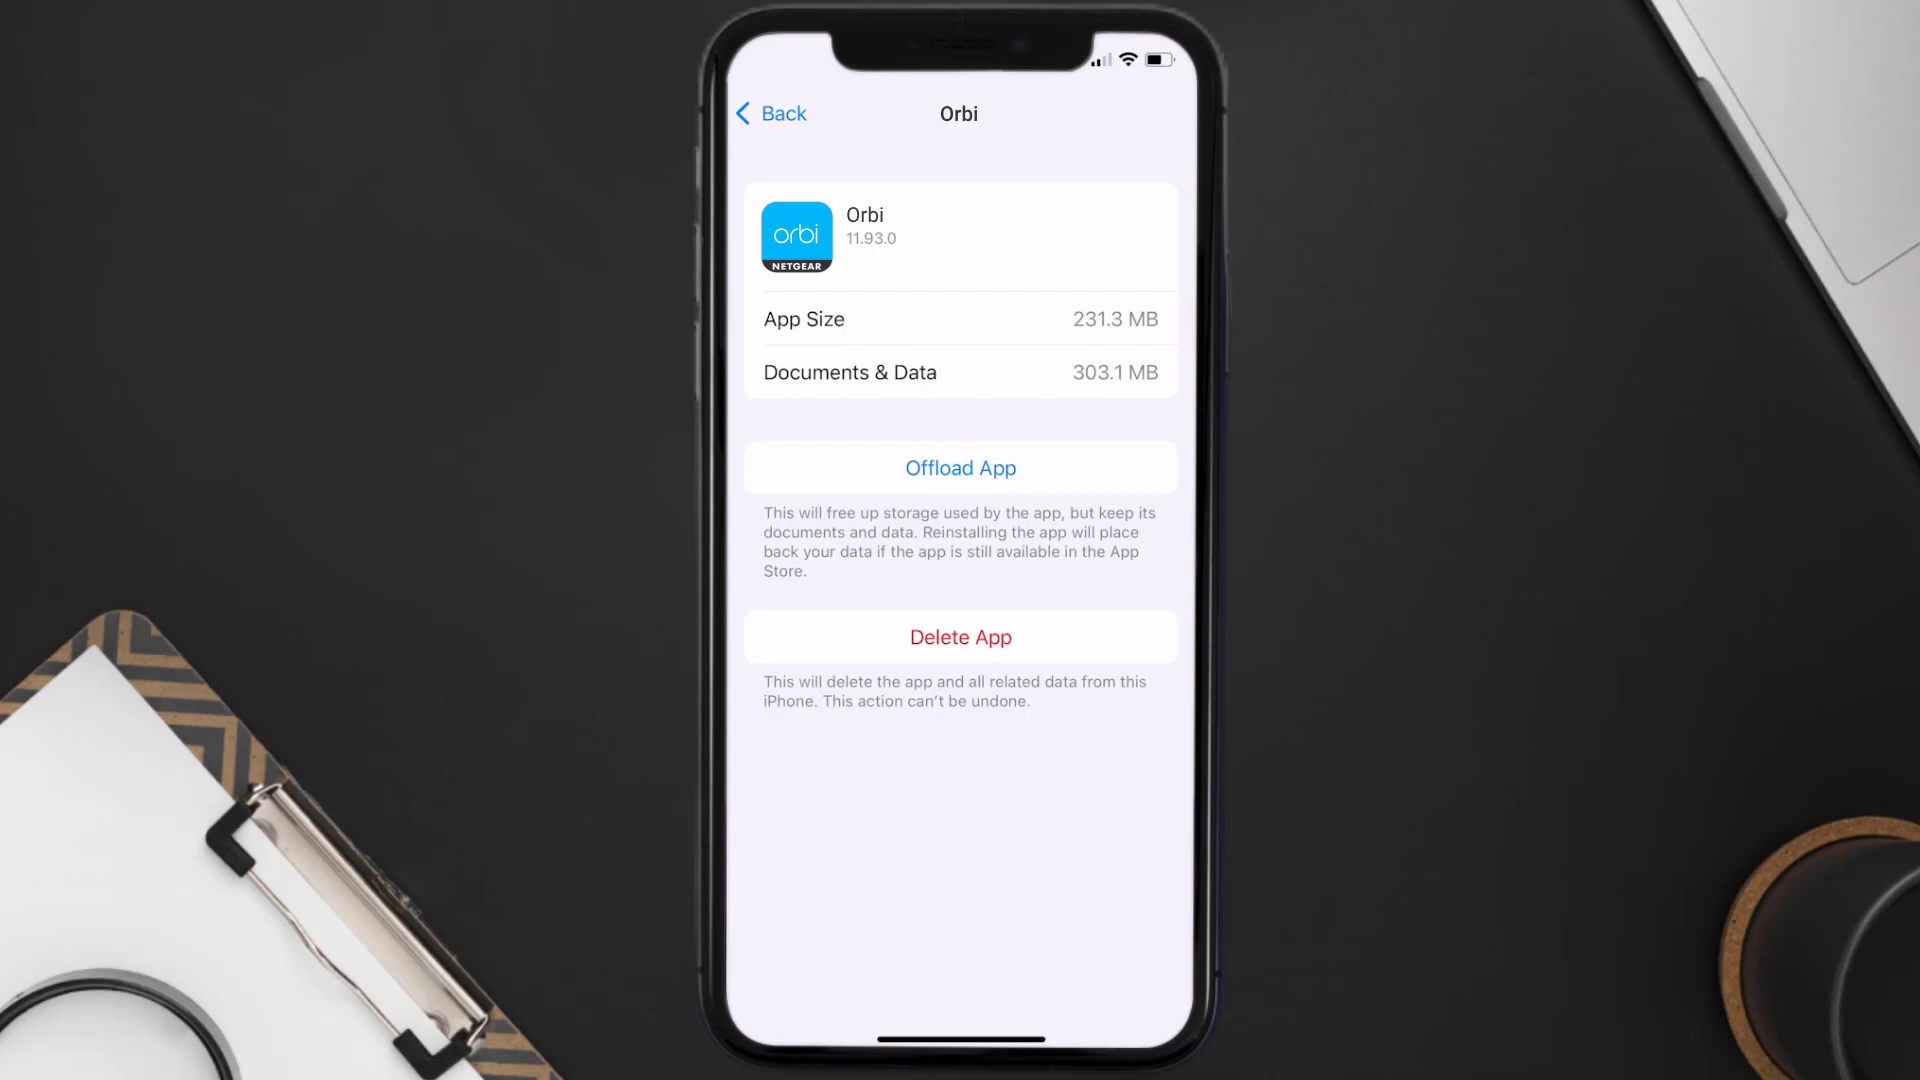 Back
Orbi
orbi
NETGEAR
Orbi
11.93.0
App Size 231.3 MB
Documents & Data 303.1 MB
Offload App
This will free up storage used by the app, but keep its
documents and data. Reinstalling the app will place
back your data if the app is still available in the App
Store.
Delete App
This will delete the app and all related data from this
iPhone. This action can’t be undone.